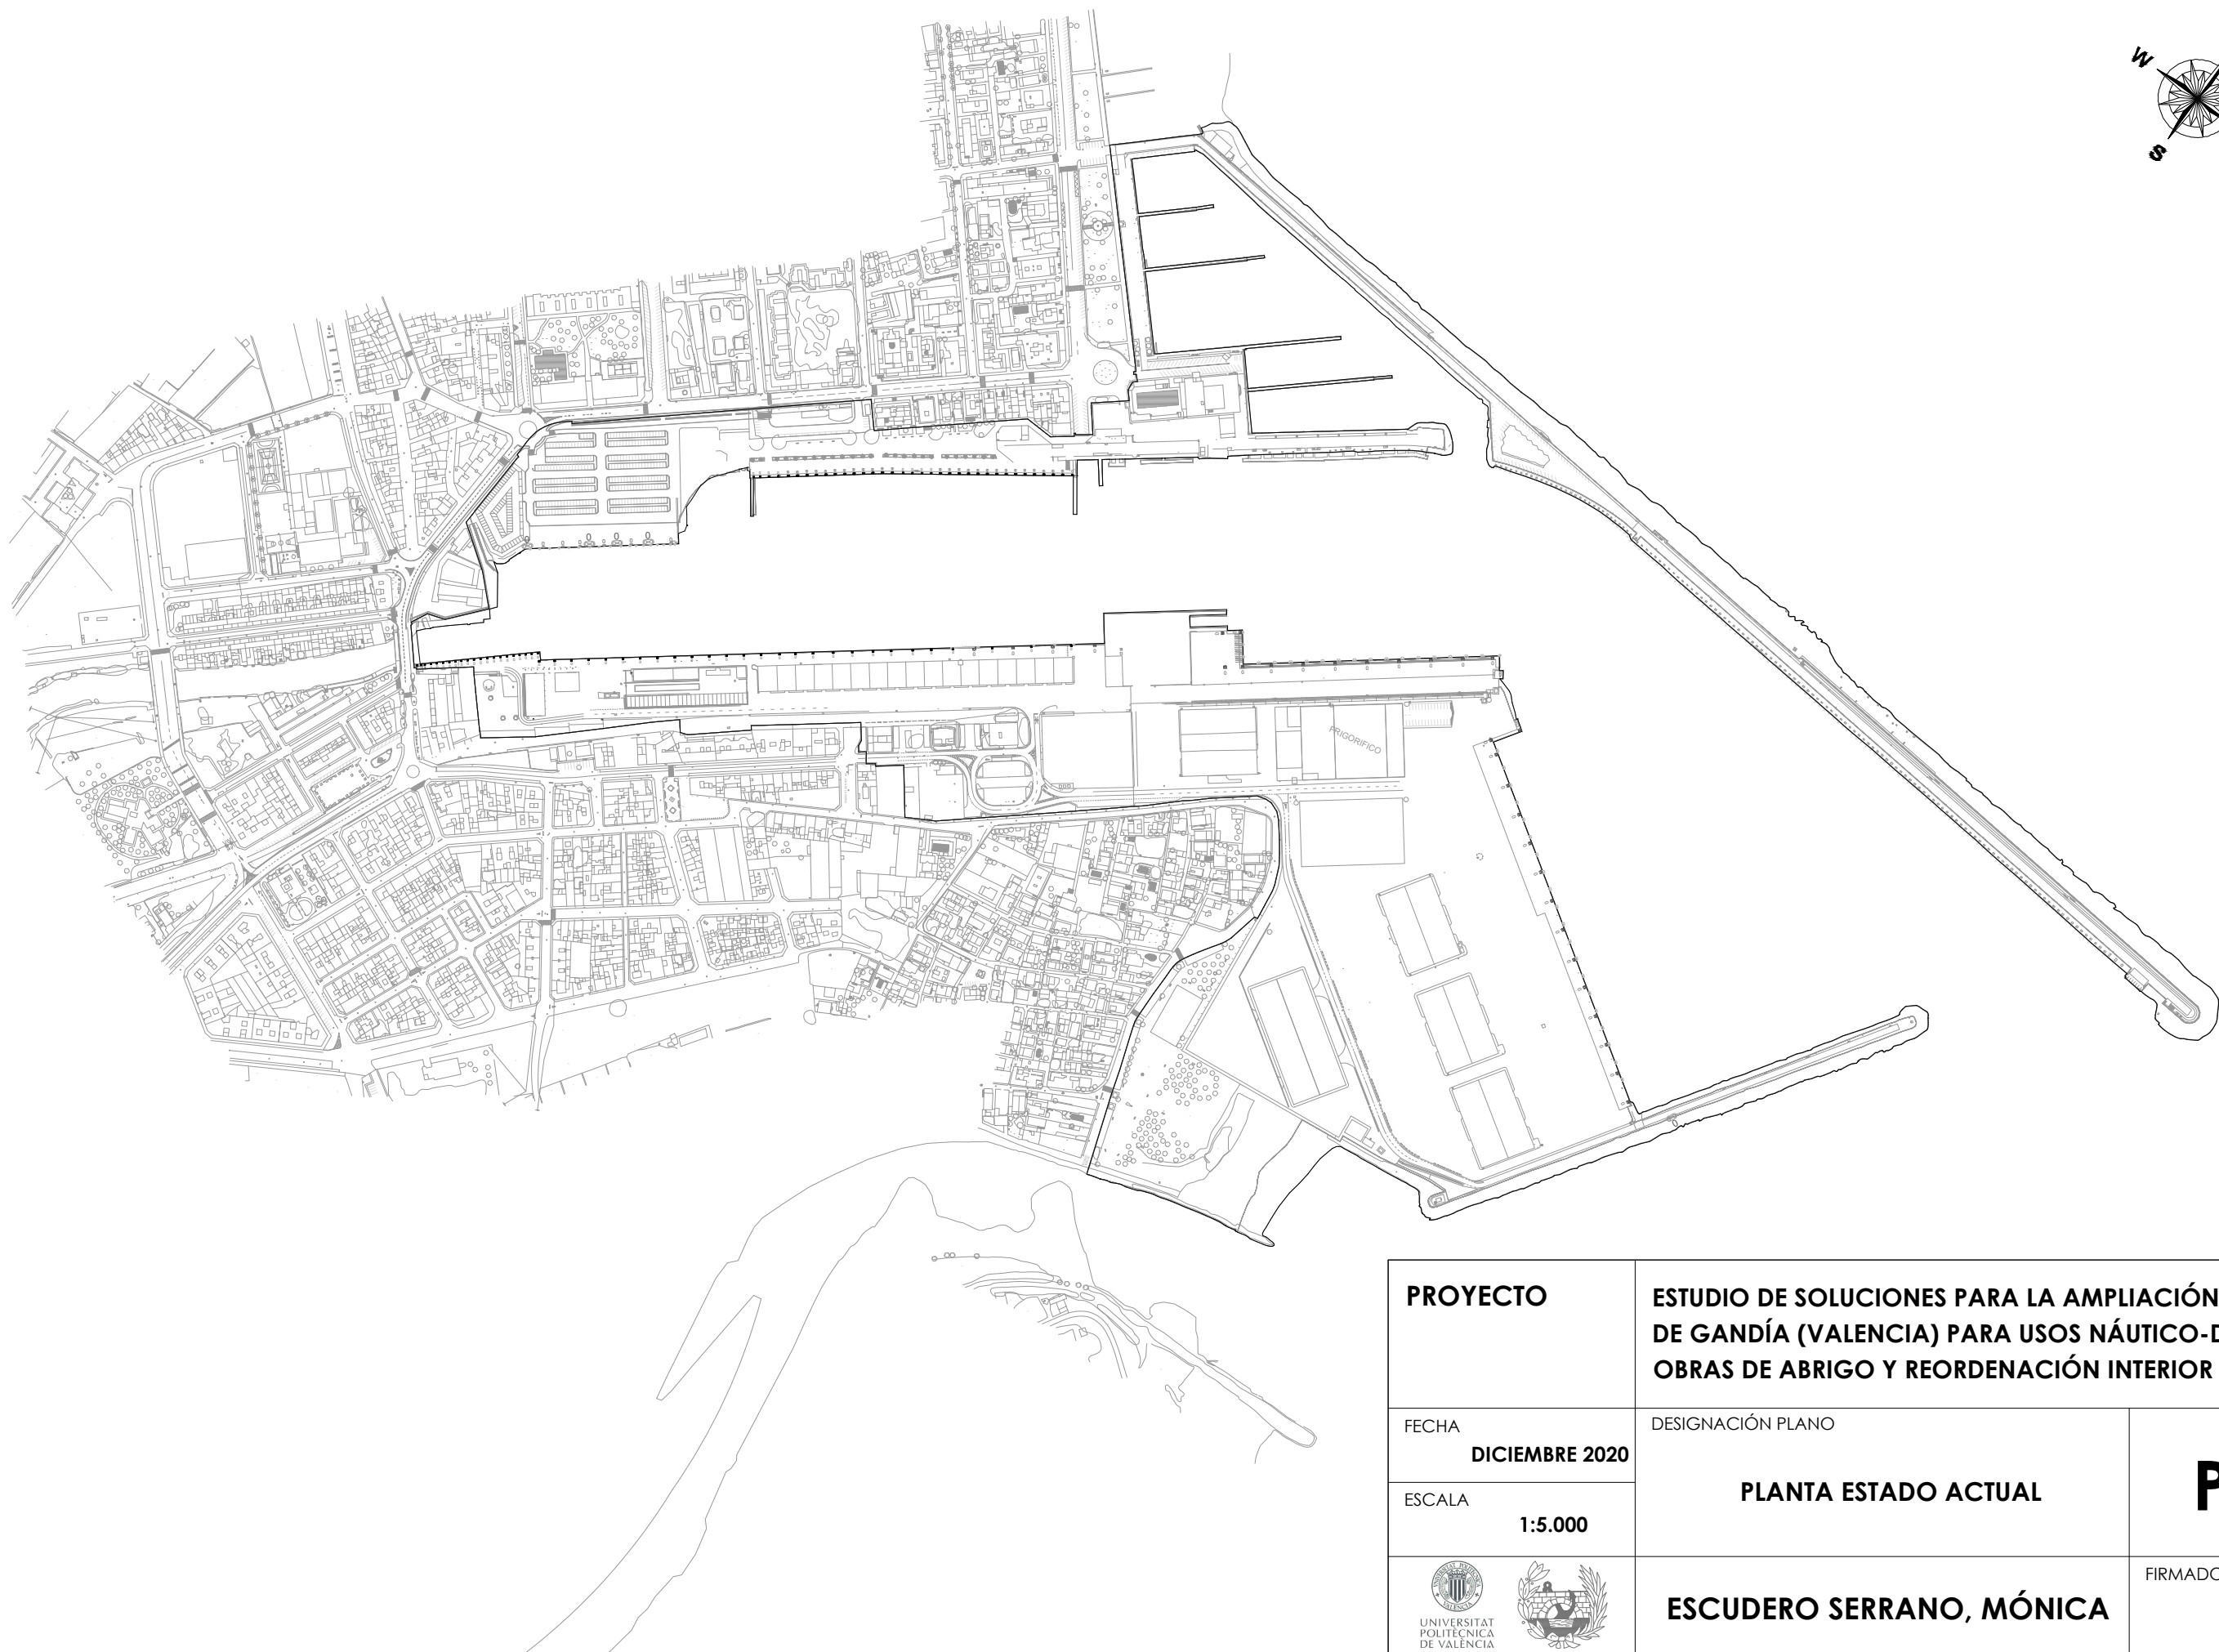 W
S
FRIGORIFICO
PROYECTO
ESTUDIO DE SOLUCIONES PARA LA AMPLIACIÓN
DE GANDÍA (VALENCIA) PARA USOS NÁUTICO-D
OBRAS DE ABRIGO Y REORDENACIÓN INTERIOR
FECHA
DICIEMBRE 2020
ESCALA
1:5.000
DESIGNACIÓN PLANO
PLANTA ESTADO ACTUAL
P
UNIVERSITAT
POLITÈCNICA
DE VALÈNCIA
ESCUDERO SERRANO, MÓNICA
FIRMADO